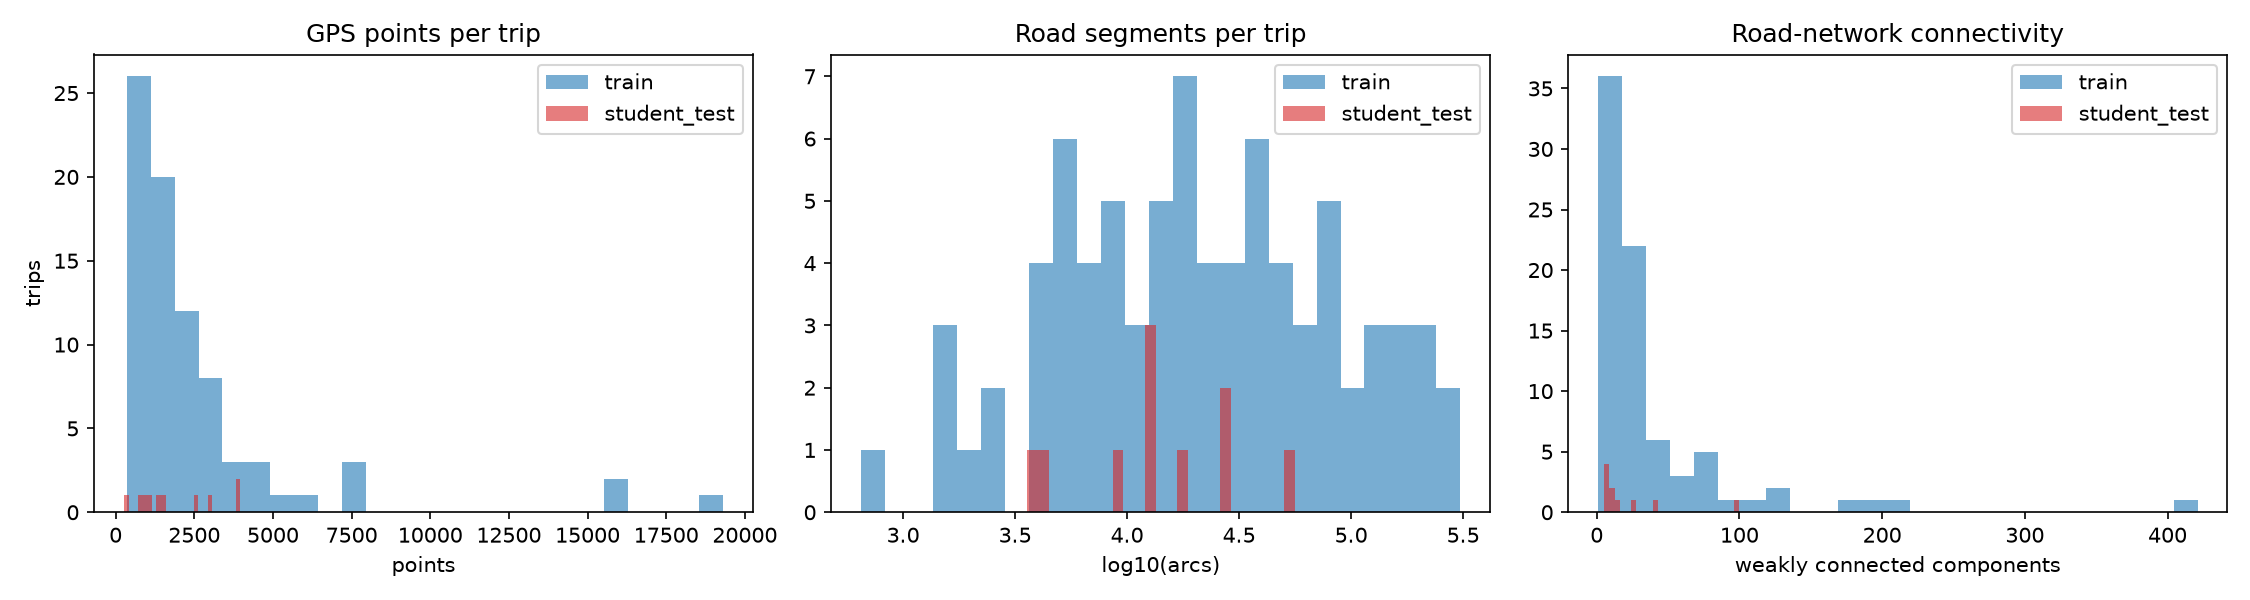 GPS points per trip
train
student_test
25
20
15
10
5
0
trips
0 2500 5000 7500 10000 12500 15000 17500 20000
points
Road segments per trip
train
student_test
7
6
5
4
3
2
1
0
3.0 3.5 4.0 4.5 5.0 5.5
log10(arcs)
Road-network connectivity
train
student_test
35
30
25
20
15
10
5
0
0 100 200 300 400
weakly connected components